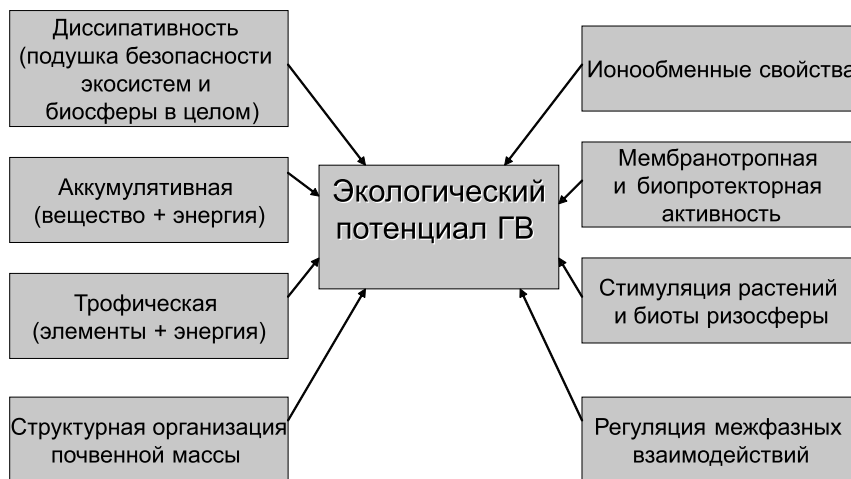 Диссипативность
(подушка безопасности
экосистем и
биосферы в целом)
Аккумулятивная
(вещество + энергия)
Трофическая
(элементы + энергия)
Структурная организация
почвенной массы
Экологический
потенциал ГВ
Ионообменные свойства
Мембранотропная
и биопротекторная
активность
Стимуляция растений
и биоты ризосферы
Регуляция межфазных
взаимодействий